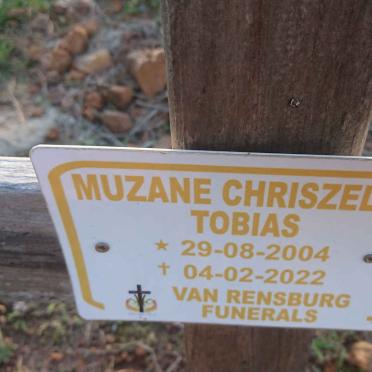 MUZANE CHRISZEL
TOBIAS
★ 29-08-2004
✝ 04-02-2022
VAN RENSBURG
FUNERALS